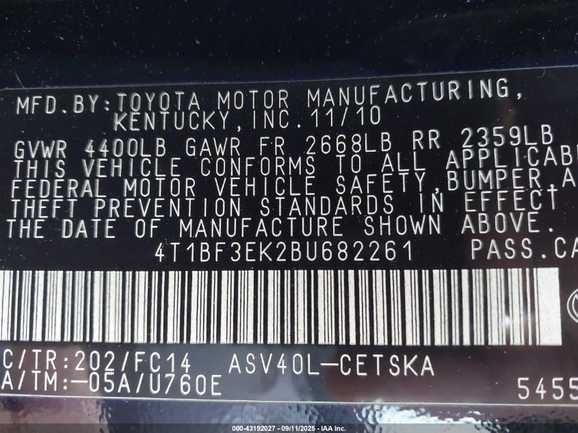 MFD.BY:TOYOTA MOTOR MANUFACTURING,
KENTUCKY,INC.11/10
GVWR 4400LB GAWR FR 2668LB RR 2359LB
THIS VEHICLE CONFORMS TO ALL APPLICAB
FEDERAL MOTOR VEHICLE SAFETY,BUMPER,A
THEFT PREVENTION STANDARDS IN EFFECT
THE DATE OF MANUFACTURE SHOWN ABOVE.
4T1BF3EK2BU682261 PASS.CA
C/TR:202/FC14 ASV40L-CETSKA
A/TM:-05A/U760E 5455
000-43192027 - 09/11/2025 - IAA Inc.